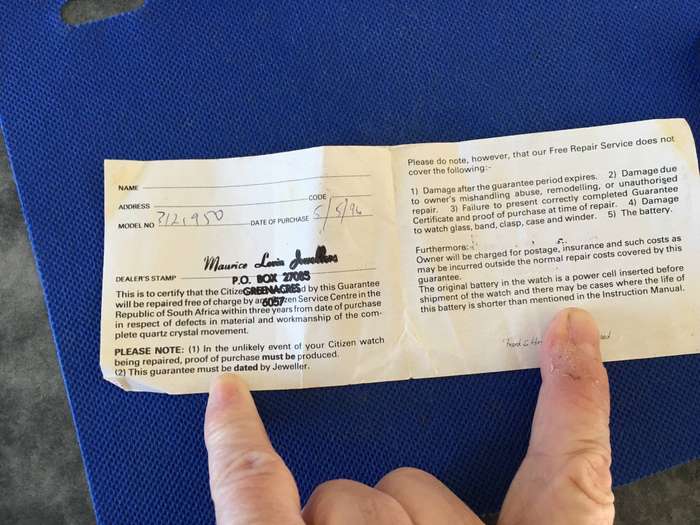 NAME
ADDRESS
CODE
MODEL NO
DATE OF PURCHASE 5/5/96
Maurice Levin Jewellers
DEALER'S STAMP P.O. BOX 27085
GREENACRES
6057
This is to certify that the Citizen d by this Guarantee
will be repaired free of charge by Citizen Service Centre in the
Republic of South Africa within three years from date of purchase
in respect of defects in material and workmanship of the com-
plete quartz crystal movement.
PLEASE NOTE: (1) In the unlikely event of your Citizen watch
being repaired, proof of purchase must be produced.
(2) This guarantee must be dated by Jeweller.
Please do note, however, that our Free Repair Service does not
cover the following:-
1) Damage after the guarantee period expires. 2) Damage due
to owner's mishandling abuse, remodelling, or unauthorised
repair. 3) Failure to present correctly completed Guarantee
Certificate and proof of purchase at time of repair. 4) Damage
to watch glass, band, clasp, case and winder. 5) The battery.
Furthermore:
Owner will be charged for postage, insurance and such costs as
may be incurred outside the normal repair costs covered by this
guarantee.
The original battery in the watch is a power cell inserted before
shipment of the watch and there may be cases where the life of
this battery is shorter than mentioned in the Instruction Manual.